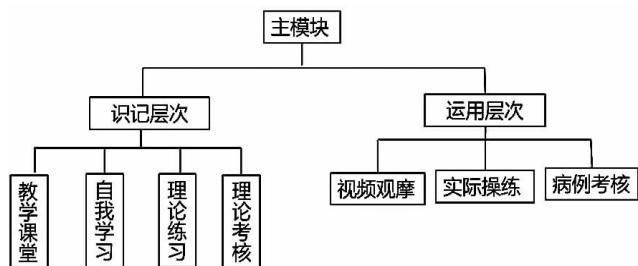 主模块
识记层次
运用层次
教学课堂
自我学习
理论练习
理论考核
视频观摩
实际操练
病例考核